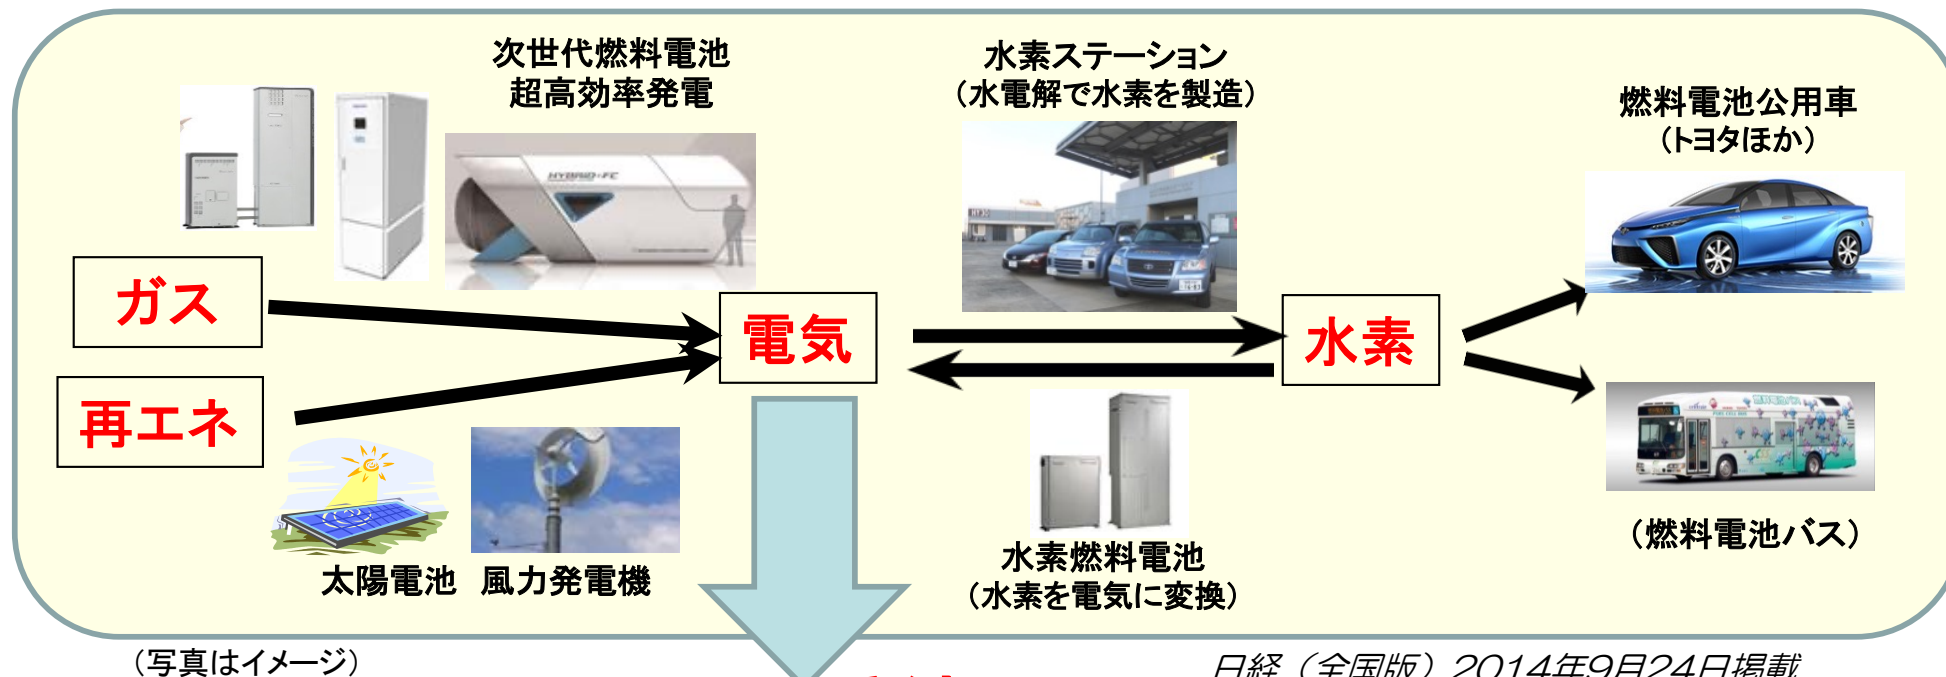 次世代燃料電池
超高効率発電
水素ステーション
（水電解で水素を製造）
燃料電池公用車
（トヨタほか）
HYBRID-FC
ガス
電気
水素
再エネ
太陽電池 風力発電機
水素燃料電池
（水素を電気に変換）
（燃料電池バス）
（写真はイメージ）
日経（全国版）2014年9月24日掲載